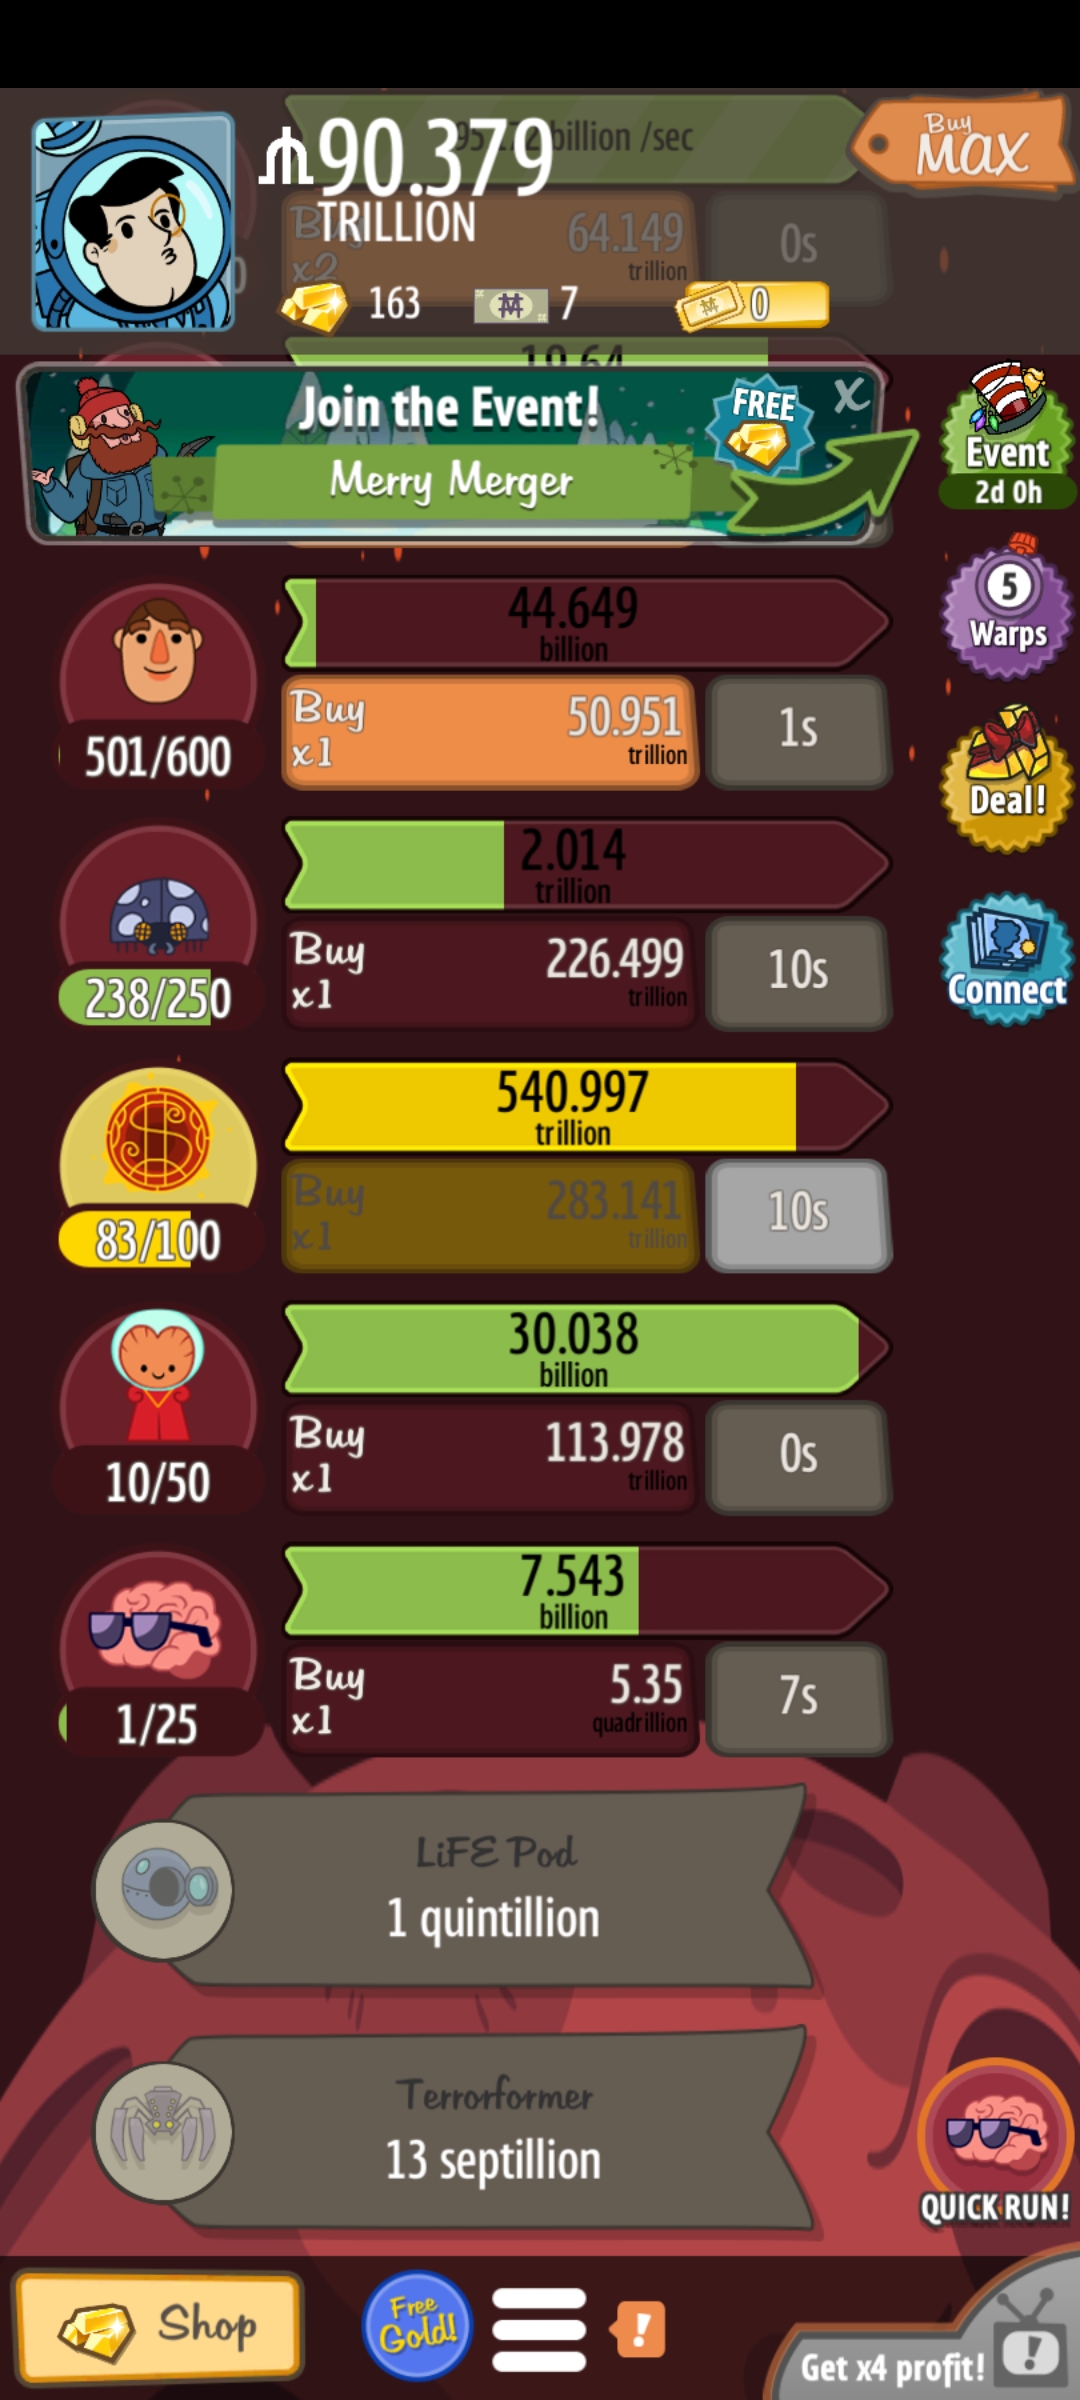 90.379
TRILLION
billion /sec
Buy
MAX
Buy
x2
64.149
trillion
0s
163
7
0
19.64
Join the Event!
Merry Merger
FREE
X
Event
2d 0h
44.649
billion
501/600
Buy
x1
50.951
trillion
1s
5
Warps
2.014
trillion
238/250
Buy
x1
226.499
trillion
10s
Deal!
Connect
540.997
trillion
83/100
Buy
x1
283.141
trillion
10s
30.038
billion
10/50
Buy
x1
113.978
trillion
0s
7.543
billion
1/25
Buy
x1
5.35
quadrillion
7s
LiFE Pod
1 quintillion
Terrorformer
13 septillion
QUICK RUN!
Shop
Free
Gold!
!
Get x4 profit!
!